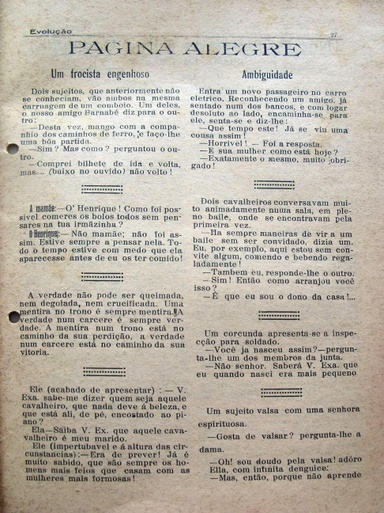 Evolução
27
PAGINA ALEGRE
Um trocista engenhoso
Dois sujeitos, que anteriormente não
se conheciam, vão ambos na mesma
carruagem de um comboio. Um deles,
o nosso amigo Barnabé diz para o ou-
tro:
—Desta vez, mango com a compa-
nhia dos caminhos de ferro, e faço-lhe
uma bôa partida.
—Sim? Mas como? perguntou o ou-
tro.
—Comprei bilhete de ida e volta,
mas... (baixo no ouvido) não volto!
A mamãe:—O' Henrique! Como foi pos-
sivel comeres os bolos todos sem pen-
sares na tua irmãzinha?
O Henrique:—Não mamãe; não foi as-
sim. Estive sempre a pensar nela. To-
do o tempo estive com medo que ela
aparecesse antes de eu os ter comido!
A verdade não pode ser queimada,
nem degolada, nem crucificada. Uma
mentira no trono é sempre mentira. A
verdade num carcere é sempre ver-
dade. A mentira num trono está no
caminho da sua perdição, a verdade
num carcere está no caminho da sua
vitoria.
Ele (acabado de apresentar):— V.
Exa. sabe-me dizer quem seja aquele
cavalheiro, que nada deve á beleza, e
que está ali, de pé, encostado ao pi-
ano?
Ela—Saiba V. Ex. que aquele cava-
valheiro é meu marido.
Ele (impertubavel e á altura das cir-
cunstancias):—Era de prever! Já é
muito sabido, que são sempre os ho-
mens mais feios que casam com as
mulheres mais formosas!
Ambiguidade
Entra um novo passageiro no carro
eletrico. Reconhecendo um amigo, já
sentado num dos bancos, e com logar
desoluto ao lado, encaminha-se para
ele, senta-se e diz-lhe:
—Que tempo este! Já se viu uma
cousa assim!
—Horrivel! — Foi a resposta.
—E sua mulher como está hoje?
—Exatamente o mesmo, muito obri-
gado!
Dois cavalheiros conversavam mui-
to animadamente numa sala, em ple-
no baile, onde se encontravam pela
primeira vez.
—Ha sempre maneiras de vir a um
baile sem ser convidado, dizia um.
Eu, por exemplo, aqui estou sem con-
vite algum, comendo e bebendo rega-
ladamente!
—Tambem eu, responde-lhe o outro.
—Sim! Então como arranjou você
isso?
—É que eu sou o dono da casa!...
Um corcunda apresenta-se a inspe-
cção para soldado.
—Você já nasceu assim?—pergun-
ta-lhe um dos membros da junta.
—Não senhor. Saberá V. Exa. que
eu quando nasci era mais pequeno
Um sujeito valsa com uma senhora
espirituosa.
—Gosta de valsar? pergunta-lhe a
dama.
—Oh! sou doudo pela valsa! adóro
Ella, com infinita denguice:
—Mas, então, porque não aprende